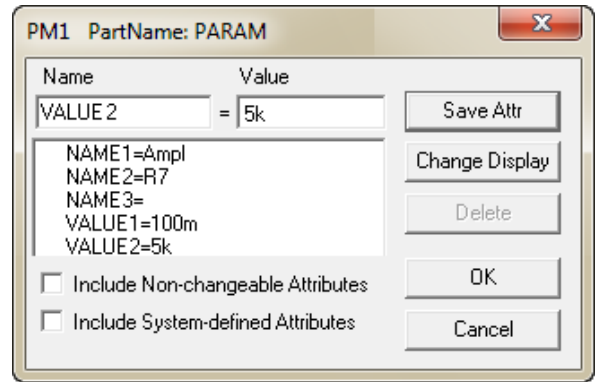 PM1 PartName: PARAM
Name Value
VALUE2 = 5k
Save Attr
NAME1=Ampl
NAME2=R7
NAME3=
VALUE1=100m
VALUE2=5k
Change Display
Delete
Include Non-changeable Attributes
OK
Include System-defined Attributes
Cancel